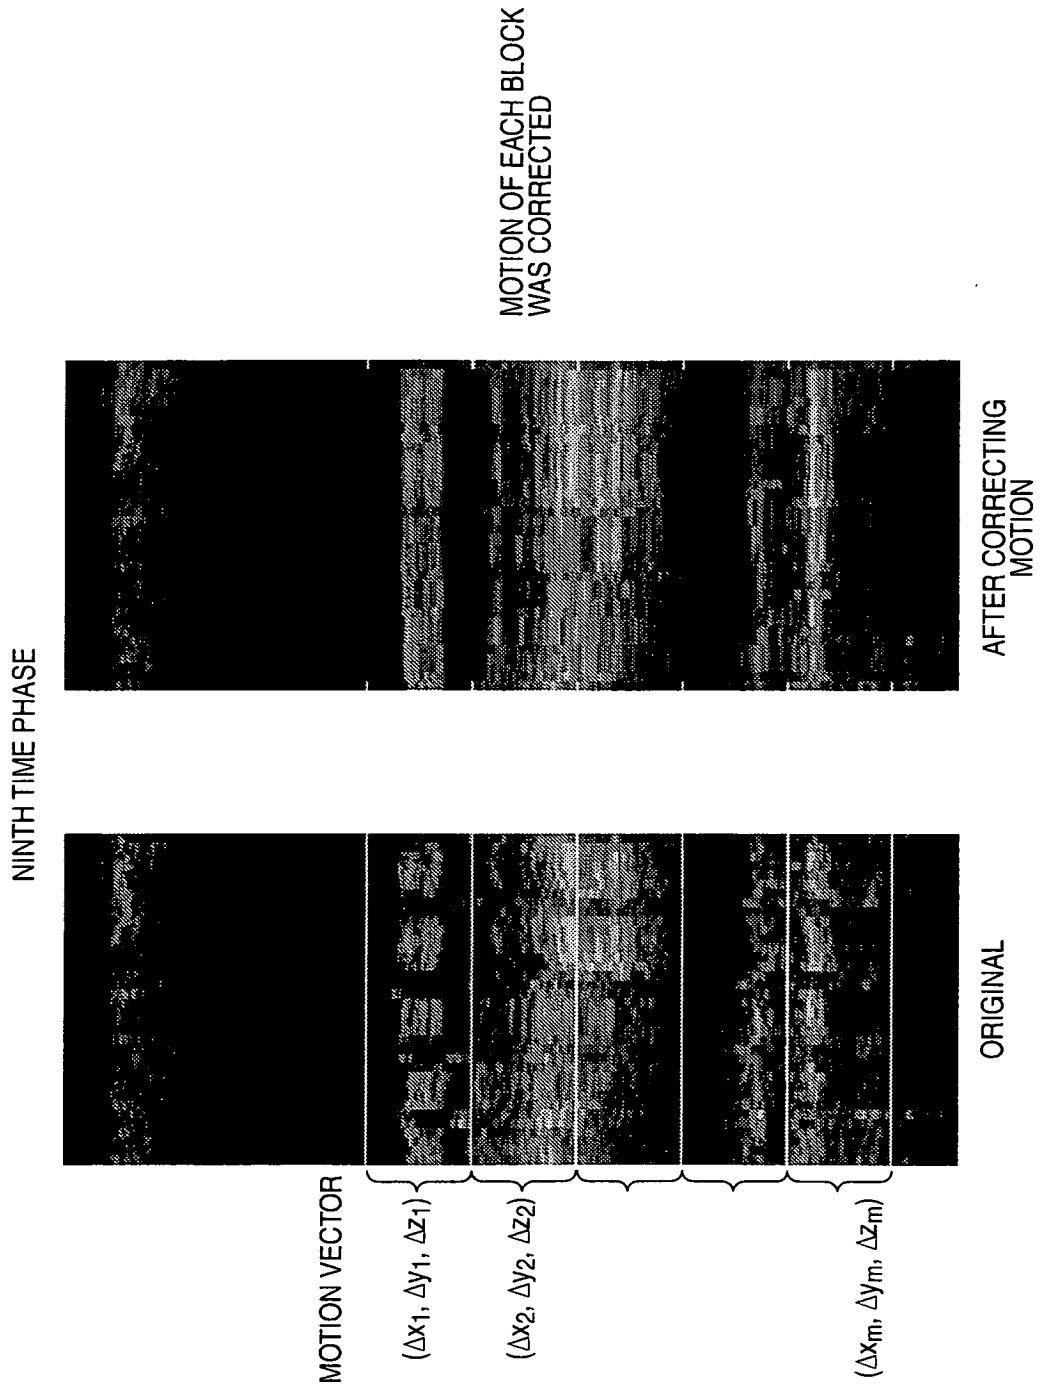 NINTH TIME PHASE
MOTION VECTOR
(Δx1, Δy1, Δz1)
(Δx2, Δy2, Δz2)
(Δxm, Δym, Δzm)
ORIGINAL
AFTER CORRECTING
MOTION
MOTION OF EACH BLOCK
WAS CORRECTED